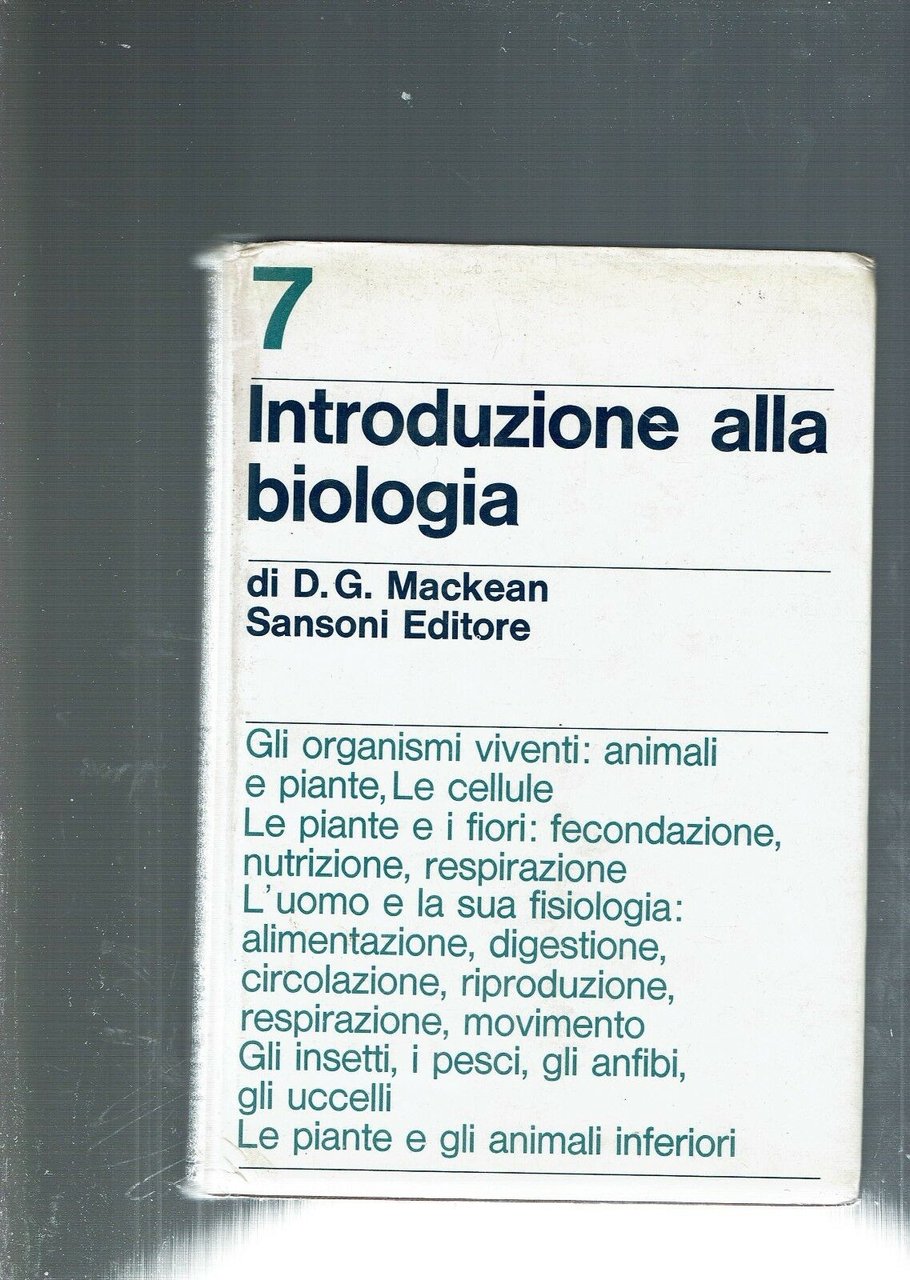 7
Introduzione alla
biologia
di D.G. Mackean
Sansoni Editore
Gli organismi viventi: animali
e piante, Le cellule
Le piante e i fiori: fecondazione,
nutrizione, respirazione
L'uomo e la sua fisiologia:
alimentazione, digestione,
circolazione, riproduzione,
respirazione, movimento
Gli insetti, i pesci, gli anfibi,
gli uccelli
Le piante e gli animali inferiori